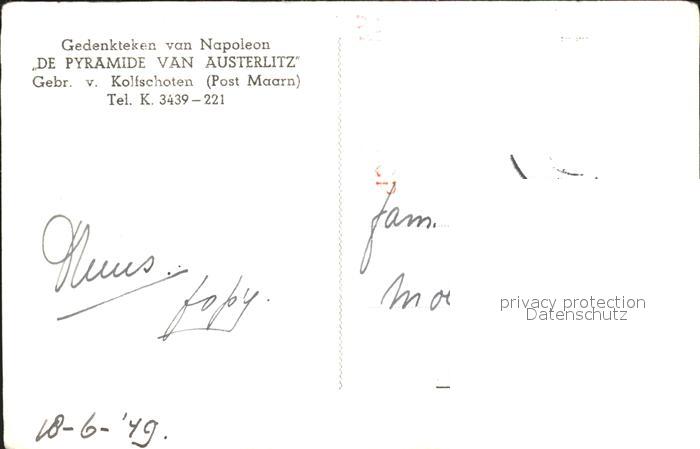 Gedenkteken van Napoleon
„DE PYRAMIDE VAN AUSTERLITZ"
Gebr. v. Kolfschoten (Post Maarn)
Tel. K. 3439–221
fam.
privacy protection
Datenschutz
18-6-'49.